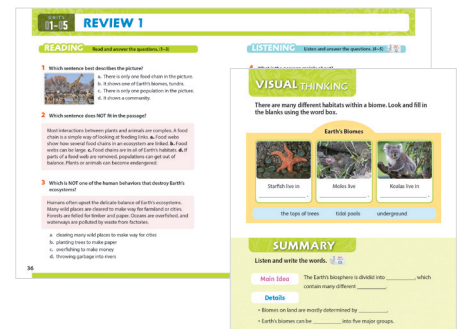 UNITS
01-05 REVIEW 1
READING Read and answer the questions. (1-3)
1 Which sentence best describes the picture?
a. There is only one food chain in the picture.
b. It shows one of Earth's biomes, tundra.
c. There is only one population in the picture.
d. It shows a community.
2 Which sentence does NOT fit in the passage?
Most interactions between plants and animals are complex. A food
chain is a simple way of looking at feeding links. a. Food webs
show how several food chains in an ecosystem are linked. b. Food
webs can be large. c. Food chains are in all of Earth's habitats. d. If
parts of a food web are removed, populations can get out of
balance. Plants or animals can become endangered.
3 Which is NOT one of the human behaviors that destroy Earth's
ecosystems?
Humans often upset the delicate balance of Earth's ecosystems.
Many wild places are cleared to make way for farmland or cities.
Forests are felled for timber and paper. Oceans are overfished, and
waterways are polluted by waste from factories.
a clearing many wild places to make way for cities
b. planting trees to make paper
c. overfishing to make money
d. throwing garbage into rivers
36
LISTENING Listen and answer the questions.
VISUAL THINKING
There are many different habitats within a biome. Look and fill in
the blanks using the word box.
Earth's Biomes
Starfish live in
Moles live
Koalas live in
the tops of trees tidal pools underground
SUMMARY
Listen and write the words.
Main Idea The Earth's biosphere is divided into __________, which
contain many different __________.
Details
• Biomes on land are mostly determined by __________.
• Earth's biomes can be __________ into five major groups.